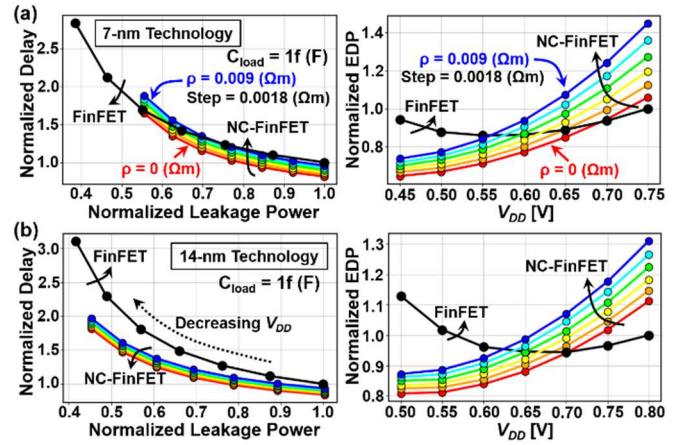 (a)
7-nm Technology
C_load = 1f (F)
ρ = 0.009 (Ωm)
Step = 0.0018 (Ωm)
FinFET
NC-FinFET
ρ = 0 (Ωm)
Normalized Delay
2.5
2.0
1.5
1.0
0.4 0.5 0.6 0.7 0.8 0.9 1.0
Normalized Leakage Power
Normalized EDP
1.4
1.2
1.0
0.8
NC-FinFET
ρ = 0.009 (Ωm)
Step = 0.0018 (Ωm)
FinFET
ρ = 0 (Ωm)
0.45 0.50 0.55 0.60 0.65 0.70 0.75
V_DD [V]
(b)
14-nm Technology
C_load = 1f (F)
FinFET
Decreasing V_DD
NC-FinFET
Normalized Delay
3.0
2.5
2.0
1.5
1.0
0.4 0.5 0.6 0.7 0.8 0.9 1.0
Normalized Leakage Power
Normalized EDP
1.3
1.2
1.1
1.0
0.9
0.8
NC-FinFET
FinFET
0.50 0.55 0.60 0.65 0.70 0.75 0.80
V_DD [V]